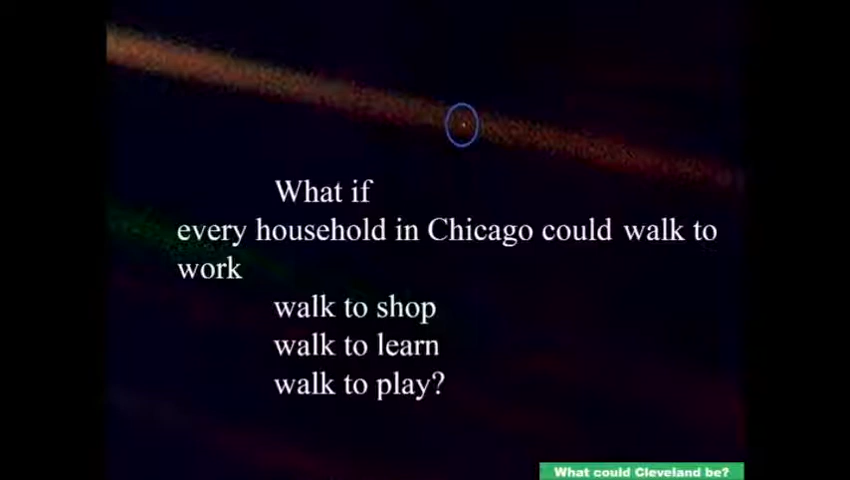 What if
every household in Chicago could walk to
work
walk to shop
walk to learn
walk to play?
What could Cleveland be?